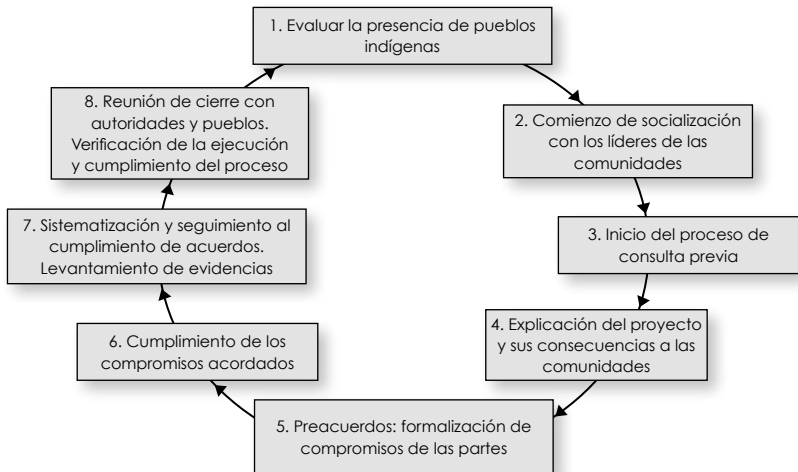 1. Evaluar la presencia de pueblos
indígenas
2. Comienzo de socialización
con los líderes de las
comunidades
3. Inicio del proceso de
consulta previa
4. Explicación del proyecto
y sus consecuencias a las
comunidades
5. Preacuerdos: formalización de
compromisos de las partes
6. Cumplimiento de los
compromisos acordados
7. Sistematización y seguimiento al
cumplimiento de acuerdos.
Levantamiento de evidencias
8. Reunión de cierre con
autoridades y pueblos.
Verificación de la ejecución
y cumplimiento del proceso